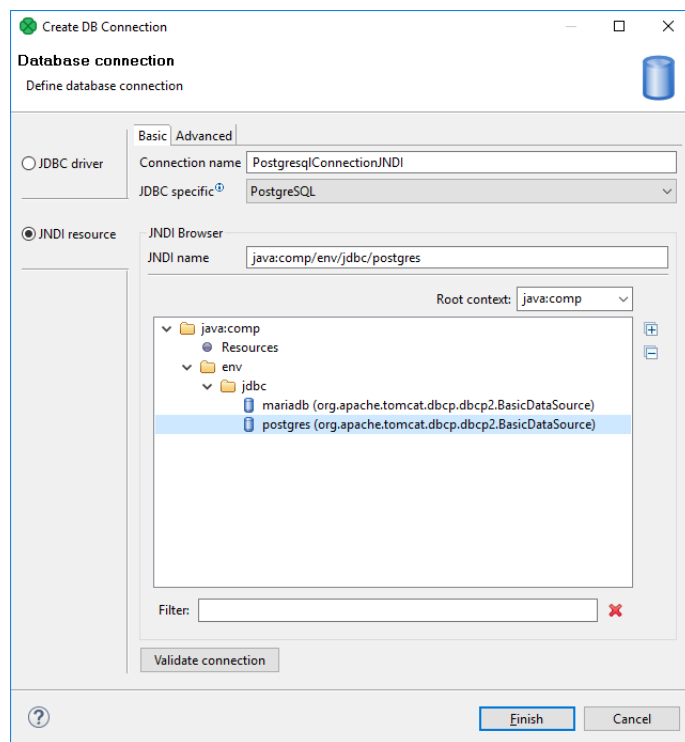 Create DB Connection
Database connection
Define database connection
Basic Advanced
JDBC driver
Connection name PostgresqlConnectionJNDI
JDBC specific PostgreSQL
JNDI resource
JNDI Browser
JNDI name java:comp/env/jdbc/postgres
Root context: java:comp
java:comp
Resources
env
jdbc
mariadb (org.apache.tomcat.dbcp.dbcp2.BasicDataSource)
postgres (org.apache.tomcat.dbcp.dbcp2.BasicDataSource)
Filter:
Validate connection
Finish Cancel